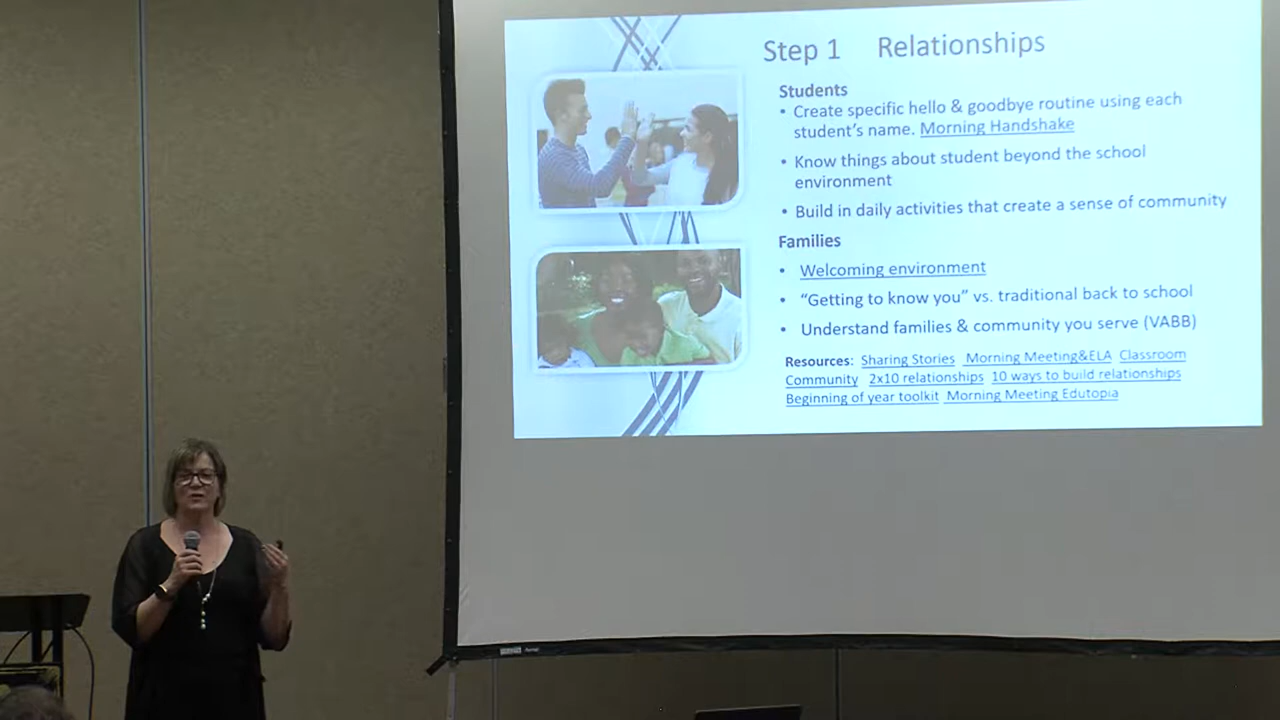 Step 1 Relationships
Students
• Create specific hello & goodbye routine using each
student's name. Morning Handshake
• Know things about student beyond the school
environment
• Build in daily activities that create a sense of community
Families
• Welcoming environment
• "Getting to know you" vs. traditional back to school
• Understand families & community you serve (VABB)
Resources: Sharing Stories Morning Meeting&ELA Classroom
Community 2x10 relationships 10 ways to build relationships
Beginning of year toolkit Morning Meeting Edutopia